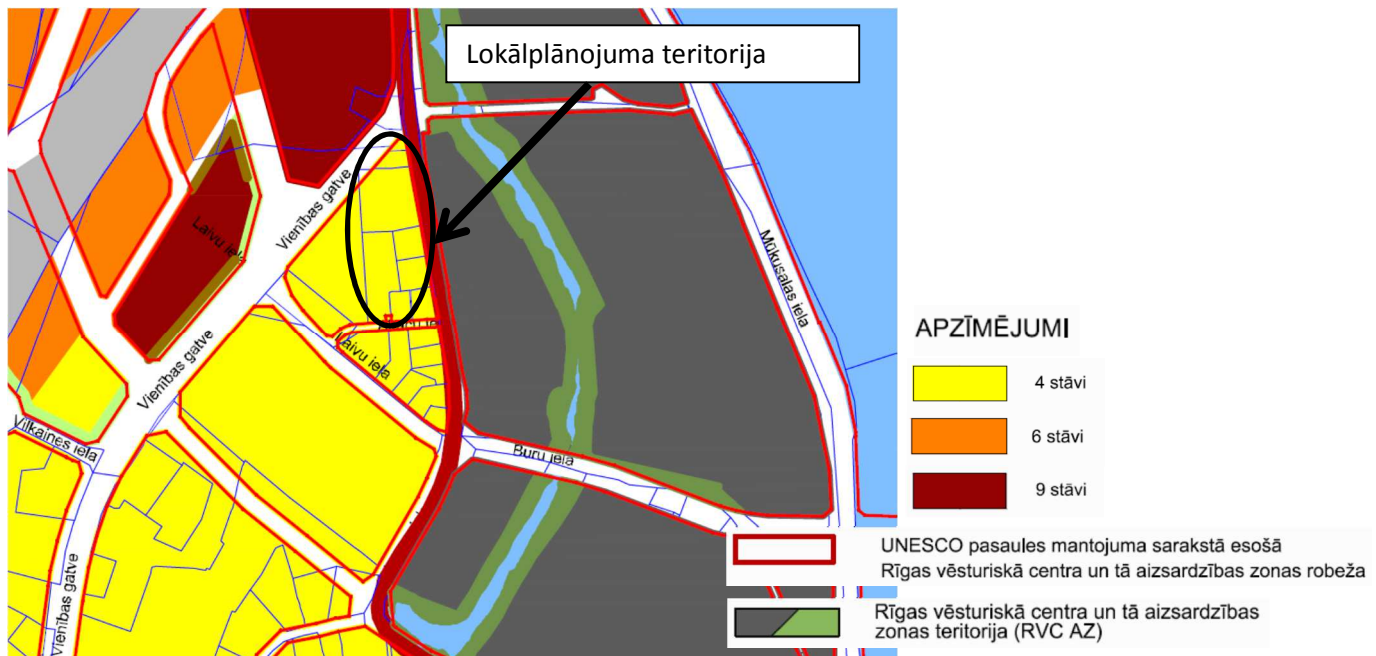 Lokālplānojuma teritorija
Vienības gatve
Laivu iela
Mūkusalas iela
Laivu iela
Vienības gatve
Vilkaines iela
Buru iela
Vienības gatve
APZĪMĒJUMI
4 stāvi
6 stāvi
9 stāvi
UNESCO pasaules mantojuma sarakstā esošā
Rīgas vēsturiskā centra un tā aizsardzības zonas robeža
Rīgas vēsturiskā centra un tā aizsardzības
zonas teritorija (RVC AZ)